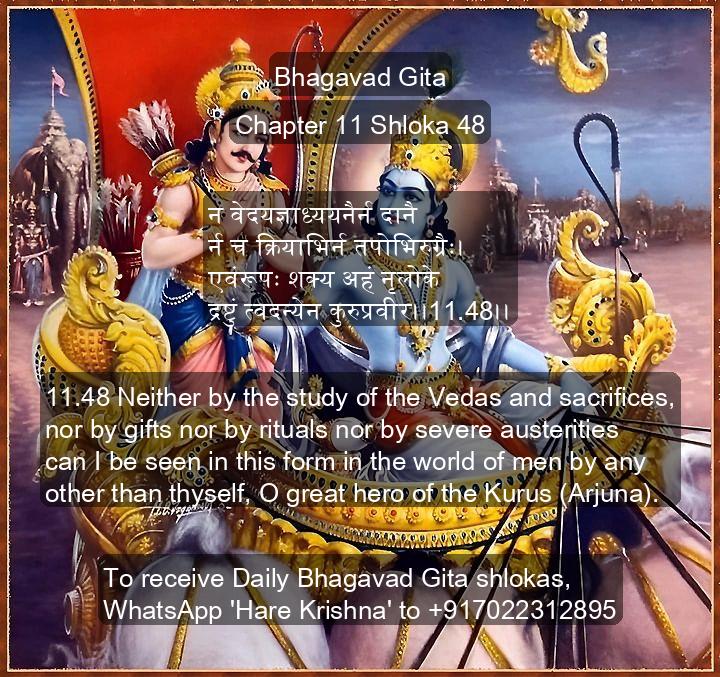 Bhagavad Gita
Chapter 11 Shloka 48
न वेदयज्ञाध्ययनैर्न दानै
र्न च क्रियाभिर्न तपोभिरुग्रैः।
एवंरूपः शक्य अहं नृलोके
द्रष्टुं त्वदन्येन कुरुप्रवीर।।11.48।।
11.48 Neither by the study of the Vedas and sacrifices,
nor by gifts nor by rituals nor by severe austerities
can I be seen in this form in the world of men by any
other than thyself, O great hero of the Kurus (Arjuna).
To receive Daily Bhagavad Gita shlokas,
WhatsApp 'Hare Krishna' to +917022312895